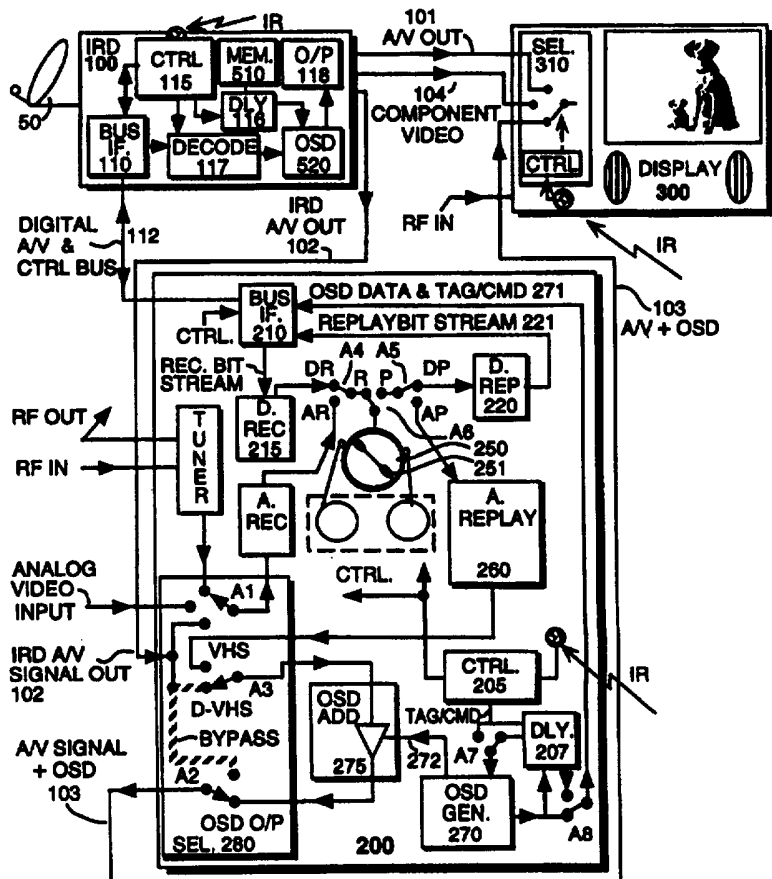 IR
101
A/V OUT
IRD
100
CTRL
115
MEM.
510
O/P
118
DLY
116
BUS
IF.
110
DECODE
117
OSD
520
50
104
COMPONENT
VIDEO
SEL.
310
CTRL
DISPLAY
300
RF IN
IR
IRD
A/V OUT
102
DIGITAL
A/V &
CTRL BUS
112
103
A/V + OSD
BUS
IF.
210
OSD DATA & TAG/CMD 271
REPLAYBIT STREAM 221
CTRL.
REC. BIT
STREAM
DR
A4
R
P
A5
DP
D.
REP
220
AR
AP
A6
D.
REC
215
RF OUT
RF IN
TUNER
250
251
A.
REC
A.
REPLAY
260
ANALOG
VIDEO
INPUT
A1
CTRL.
IRD A/V
SIGNAL OUT
102
VHS
A3
D-VHS
BYPASS
CTRL.
205
IR
OSD
ADD
275
TAG/CMD
272
A7
DLY.
207
A/V SIGNAL
+ OSD
103
A2
OSD O/P
SEL. 280
200
OSD
GEN.
270
A8